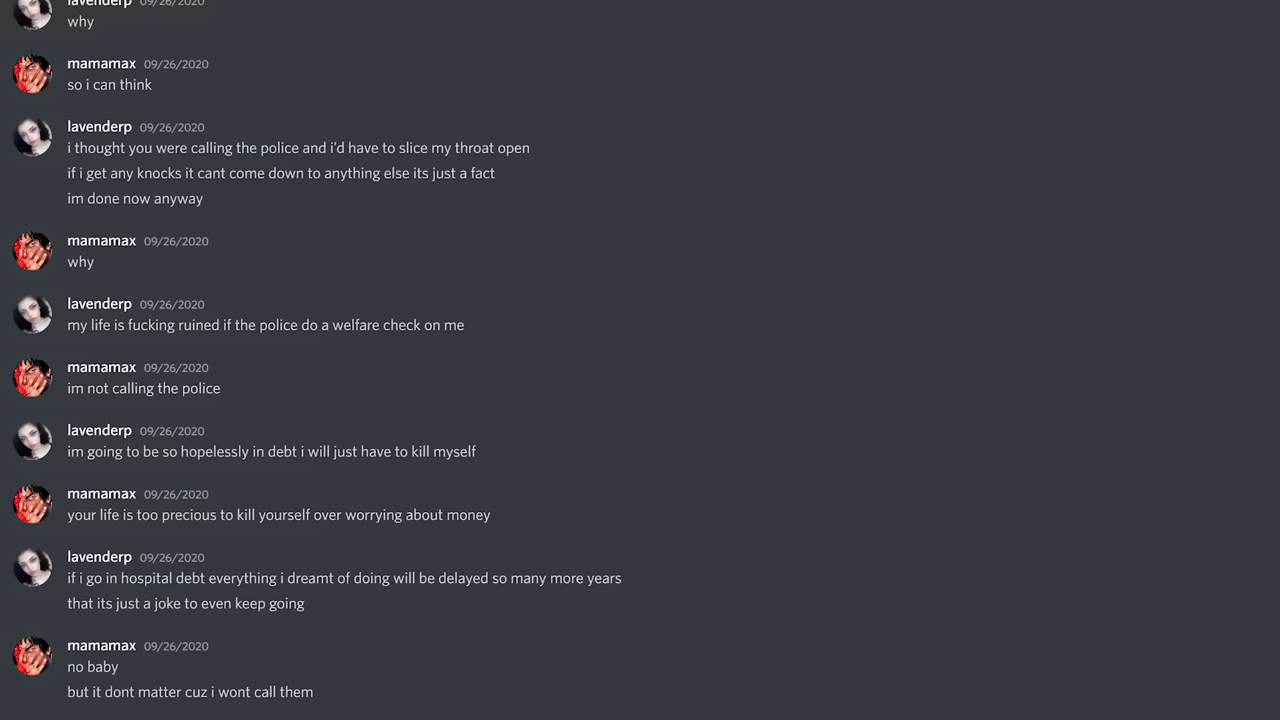 lavenderp 09/26/2020
why
mamamax 09/26/2020
so i can think
lavenderp 09/26/2020
i thought you were calling the police and i'd have to slice my throat open
if i get any knocks it cant come down to anything else its just a fact
im done now anyway
mamamax 09/26/2020
why
lavenderp 09/26/2020
my life is fucking ruined if the police do a welfare check on me
mamamax 09/26/2020
im not calling the police
lavenderp 09/26/2020
im going to be so hopelessly in debt i will just have to kill myself
mamamax 09/26/2020
your life is too precious to kill yourself over worrying about money
lavenderp 09/26/2020
if i go in hospital debt everything i dreamt of doing will be delayed so many more years
that its just a joke to even keep going
mamamax 09/26/2020
no baby
but it dont matter cuz i wont call them